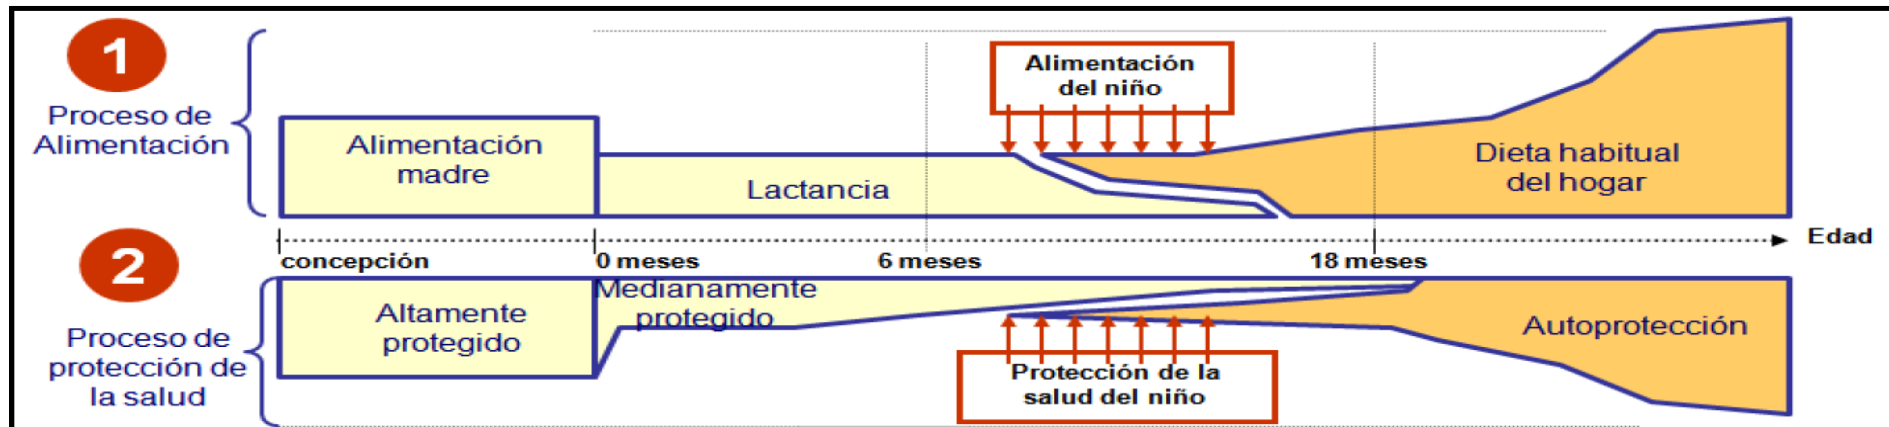 1
Proceso de
Alimentación
Alimentación
madre
Lactancia
Alimentación
del niño
Dieta habitual
del hogar
Edad
concepción
0 meses
6 meses
18 meses
2
Proceso de
protección de
la salud
Altamente
protegido
Medianamente
protegido
Protección de la
salud del niño
Autoprotección